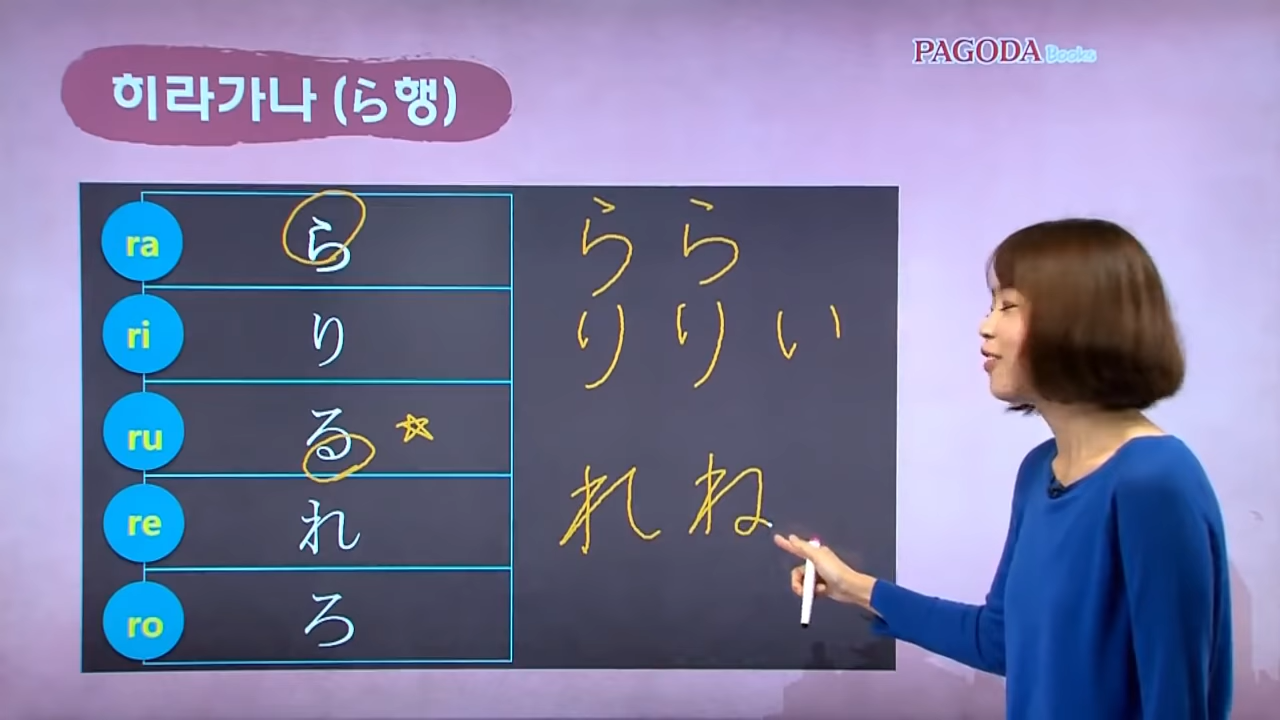 PAGODA Books
히라가나 (ら행)
ra ら らら
ri り りり い
ru る
re れ れ ね
ro ろ